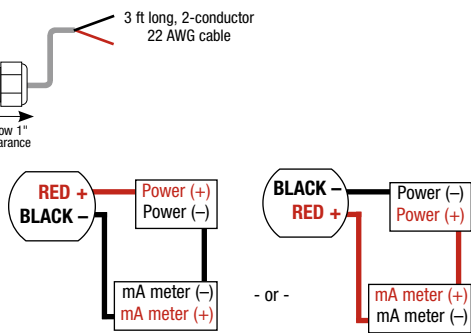 3 ft long, 2-conductor
22 AWG cable
1"
RED +
BLACK –
Power (+)
Power (–)
mA meter (–)
mA meter (+)
- or -
BLACK –
RED +
Power (–)
Power (+)
mA meter (+)
mA meter (–)